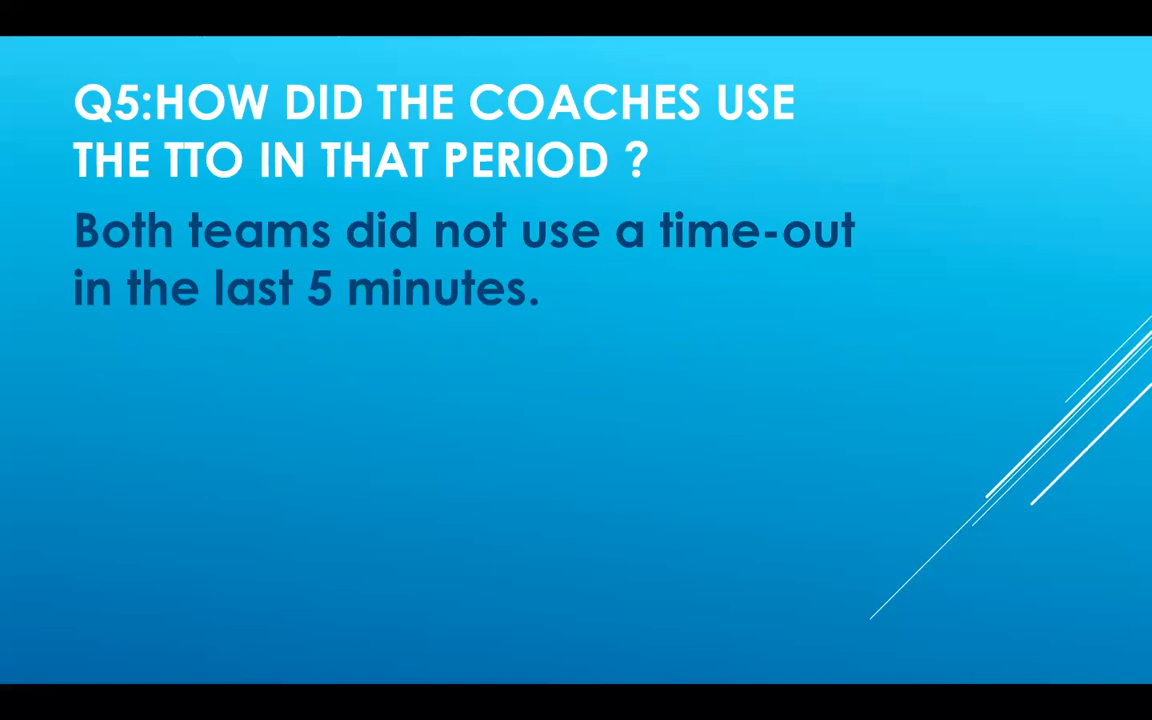 Q5:HOW DID THE COACHES USE
THE TTO IN THAT PERIOD ?
Both teams did not use a time-out
in the last 5 minutes.